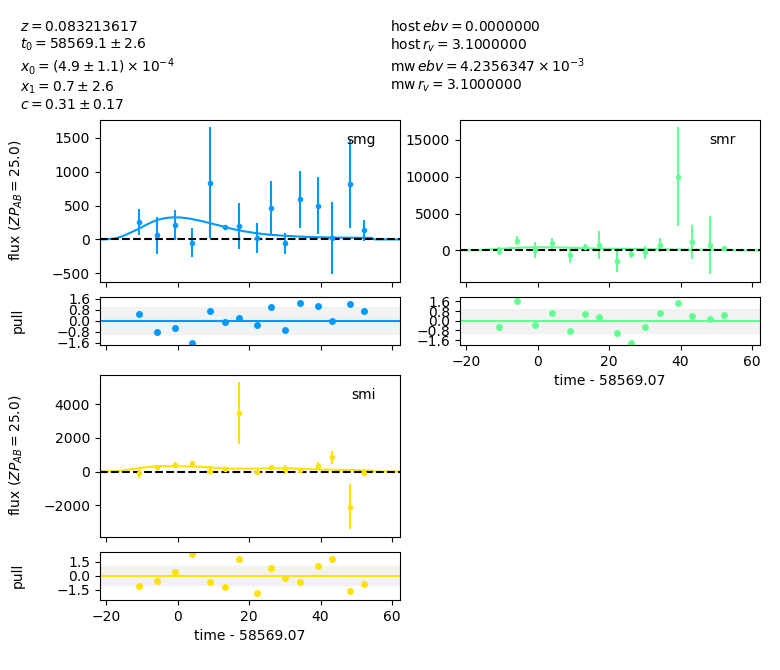 z = 0.083213617
t₀ = 58569.1 ± 2.6
x₀ = (4.9 ± 1.1) × 10⁻⁴
x₁ = 0.7 ± 2.6
c = 0.31 ± 0.17
host ebv = 0.0000000
host r_v = 3.1000000
mw ebv = 4.2356347 × 10⁻³
mw r_v = 3.1000000
smg
flux (ZP_AB = 25.0)
1500
1000
500
0
−500
pull
1.6
0.8
0.0
−0.8
−1.6
smr
15000
10000
5000
0
1.6
0.8
0.0
−0.8
−1.6
−20 0 20 40 60
time - 58569.07
smi
flux (ZP_AB = 25.0)
4000
2000
0
−2000
pull
1.5
0.0
−1.5
−20 0 20 40 60
time - 58569.07